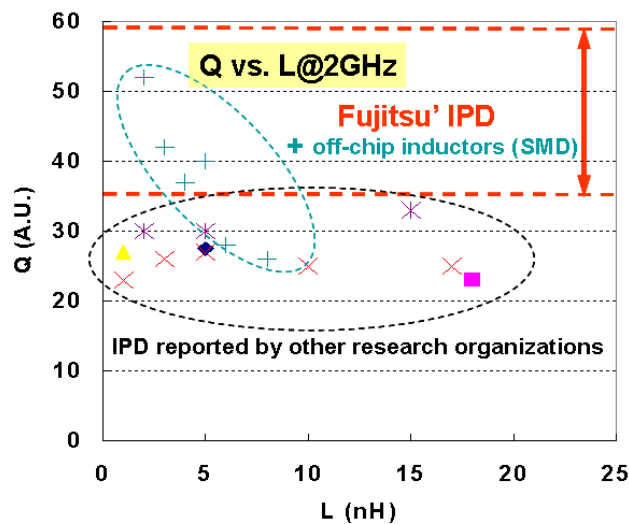 60
50
40
30
20
10
0
Q (A.U.)
Q vs. L@2GHz
Fujitsu’ IPD
+ off-chip inductors (SMD)
IPD reported by other research organizations
0 5 10 15 20 25
L (nH)